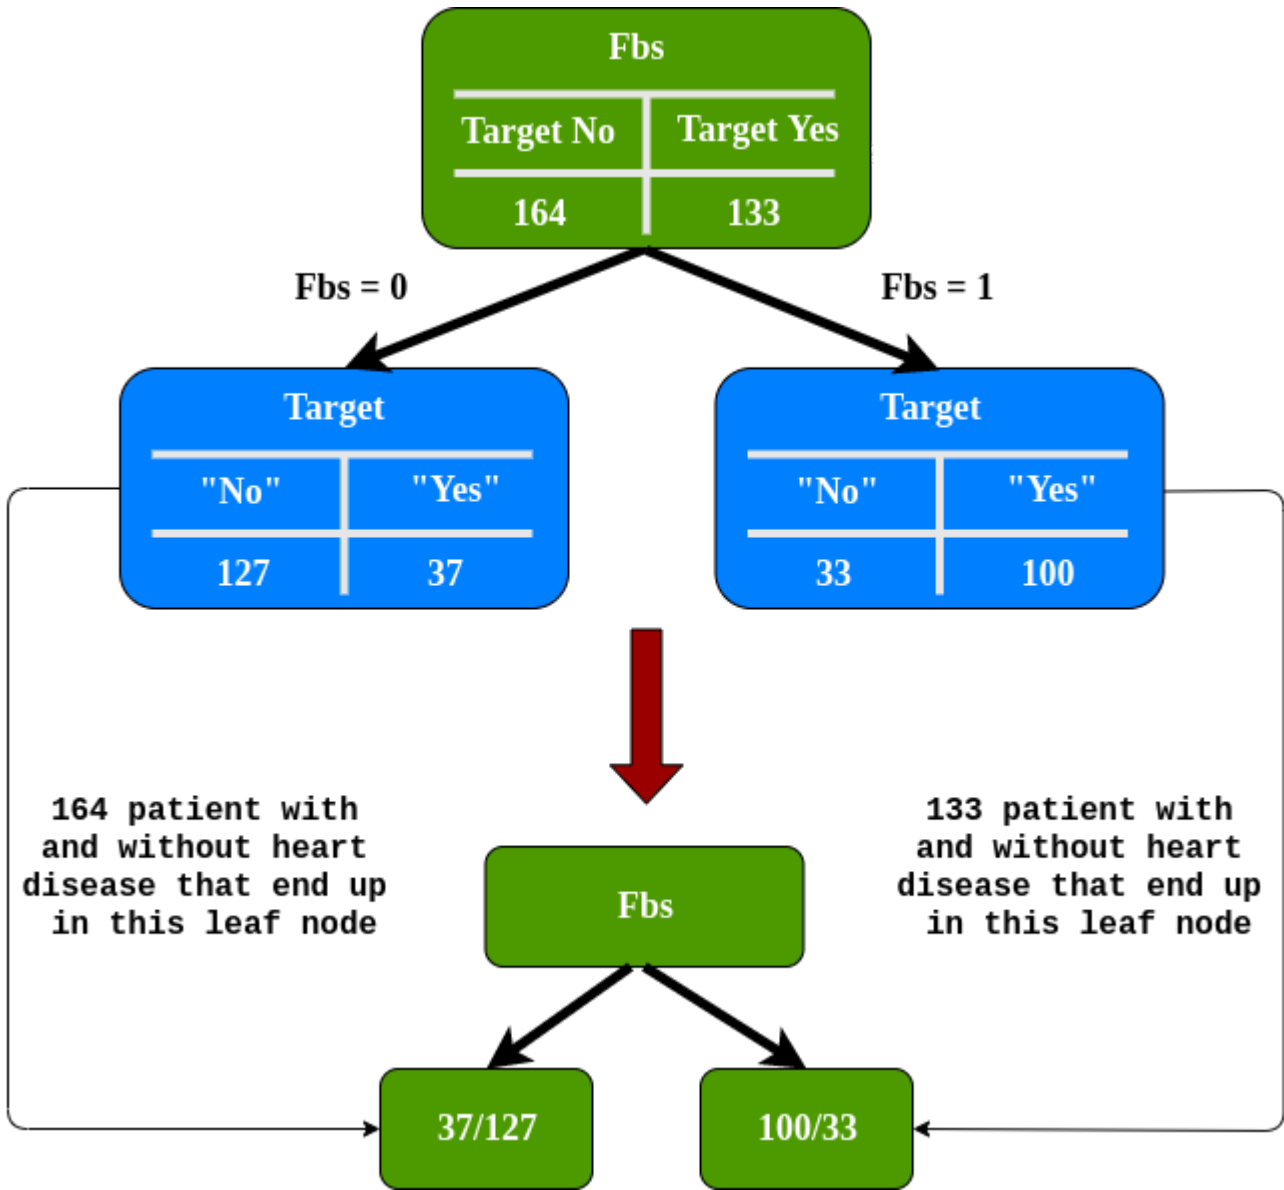 Fbs
Target No
Target Yes
164
133
Fbs = 0
Fbs = 1
Target
"No"
"Yes"
127
37
Target
"No"
"Yes"
33
100
164 patient with
and without heart
disease that end up
in this leaf node
133 patient with
and without heart
disease that end up
in this leaf node
Fbs
37/127
100/33